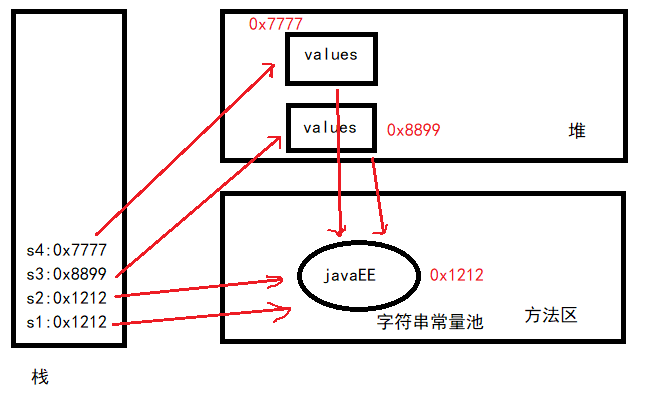 0x7777
values
values
0x8899
堆
s4:0x7777
s3:0x8899
s2:0x1212
s1:0x1212
javaEE
0x1212
字符串常量池
方法区
栈